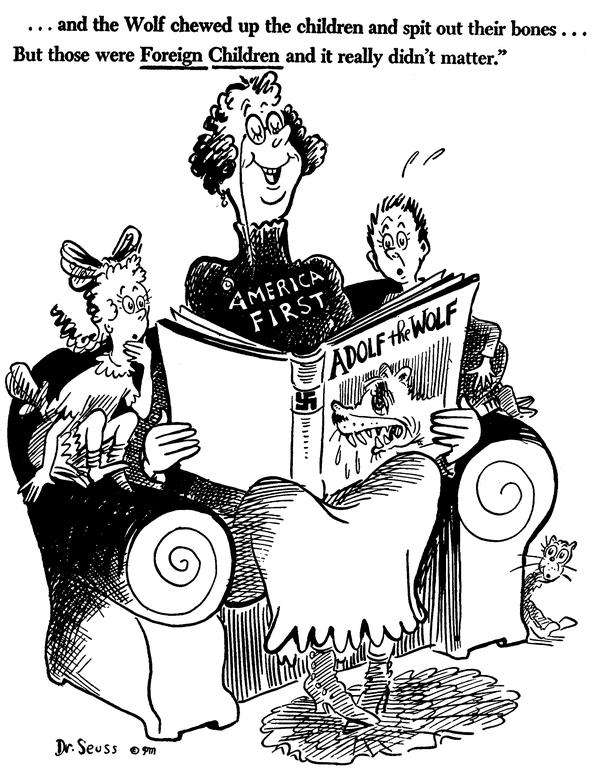 ... and the Wolf chewed up the children and spit out their bones ...
But those were Foreign Children and it really didn't matter.”
AMERICA
FIRST
ADOLF the WOLF
Dr. Seuss © PM